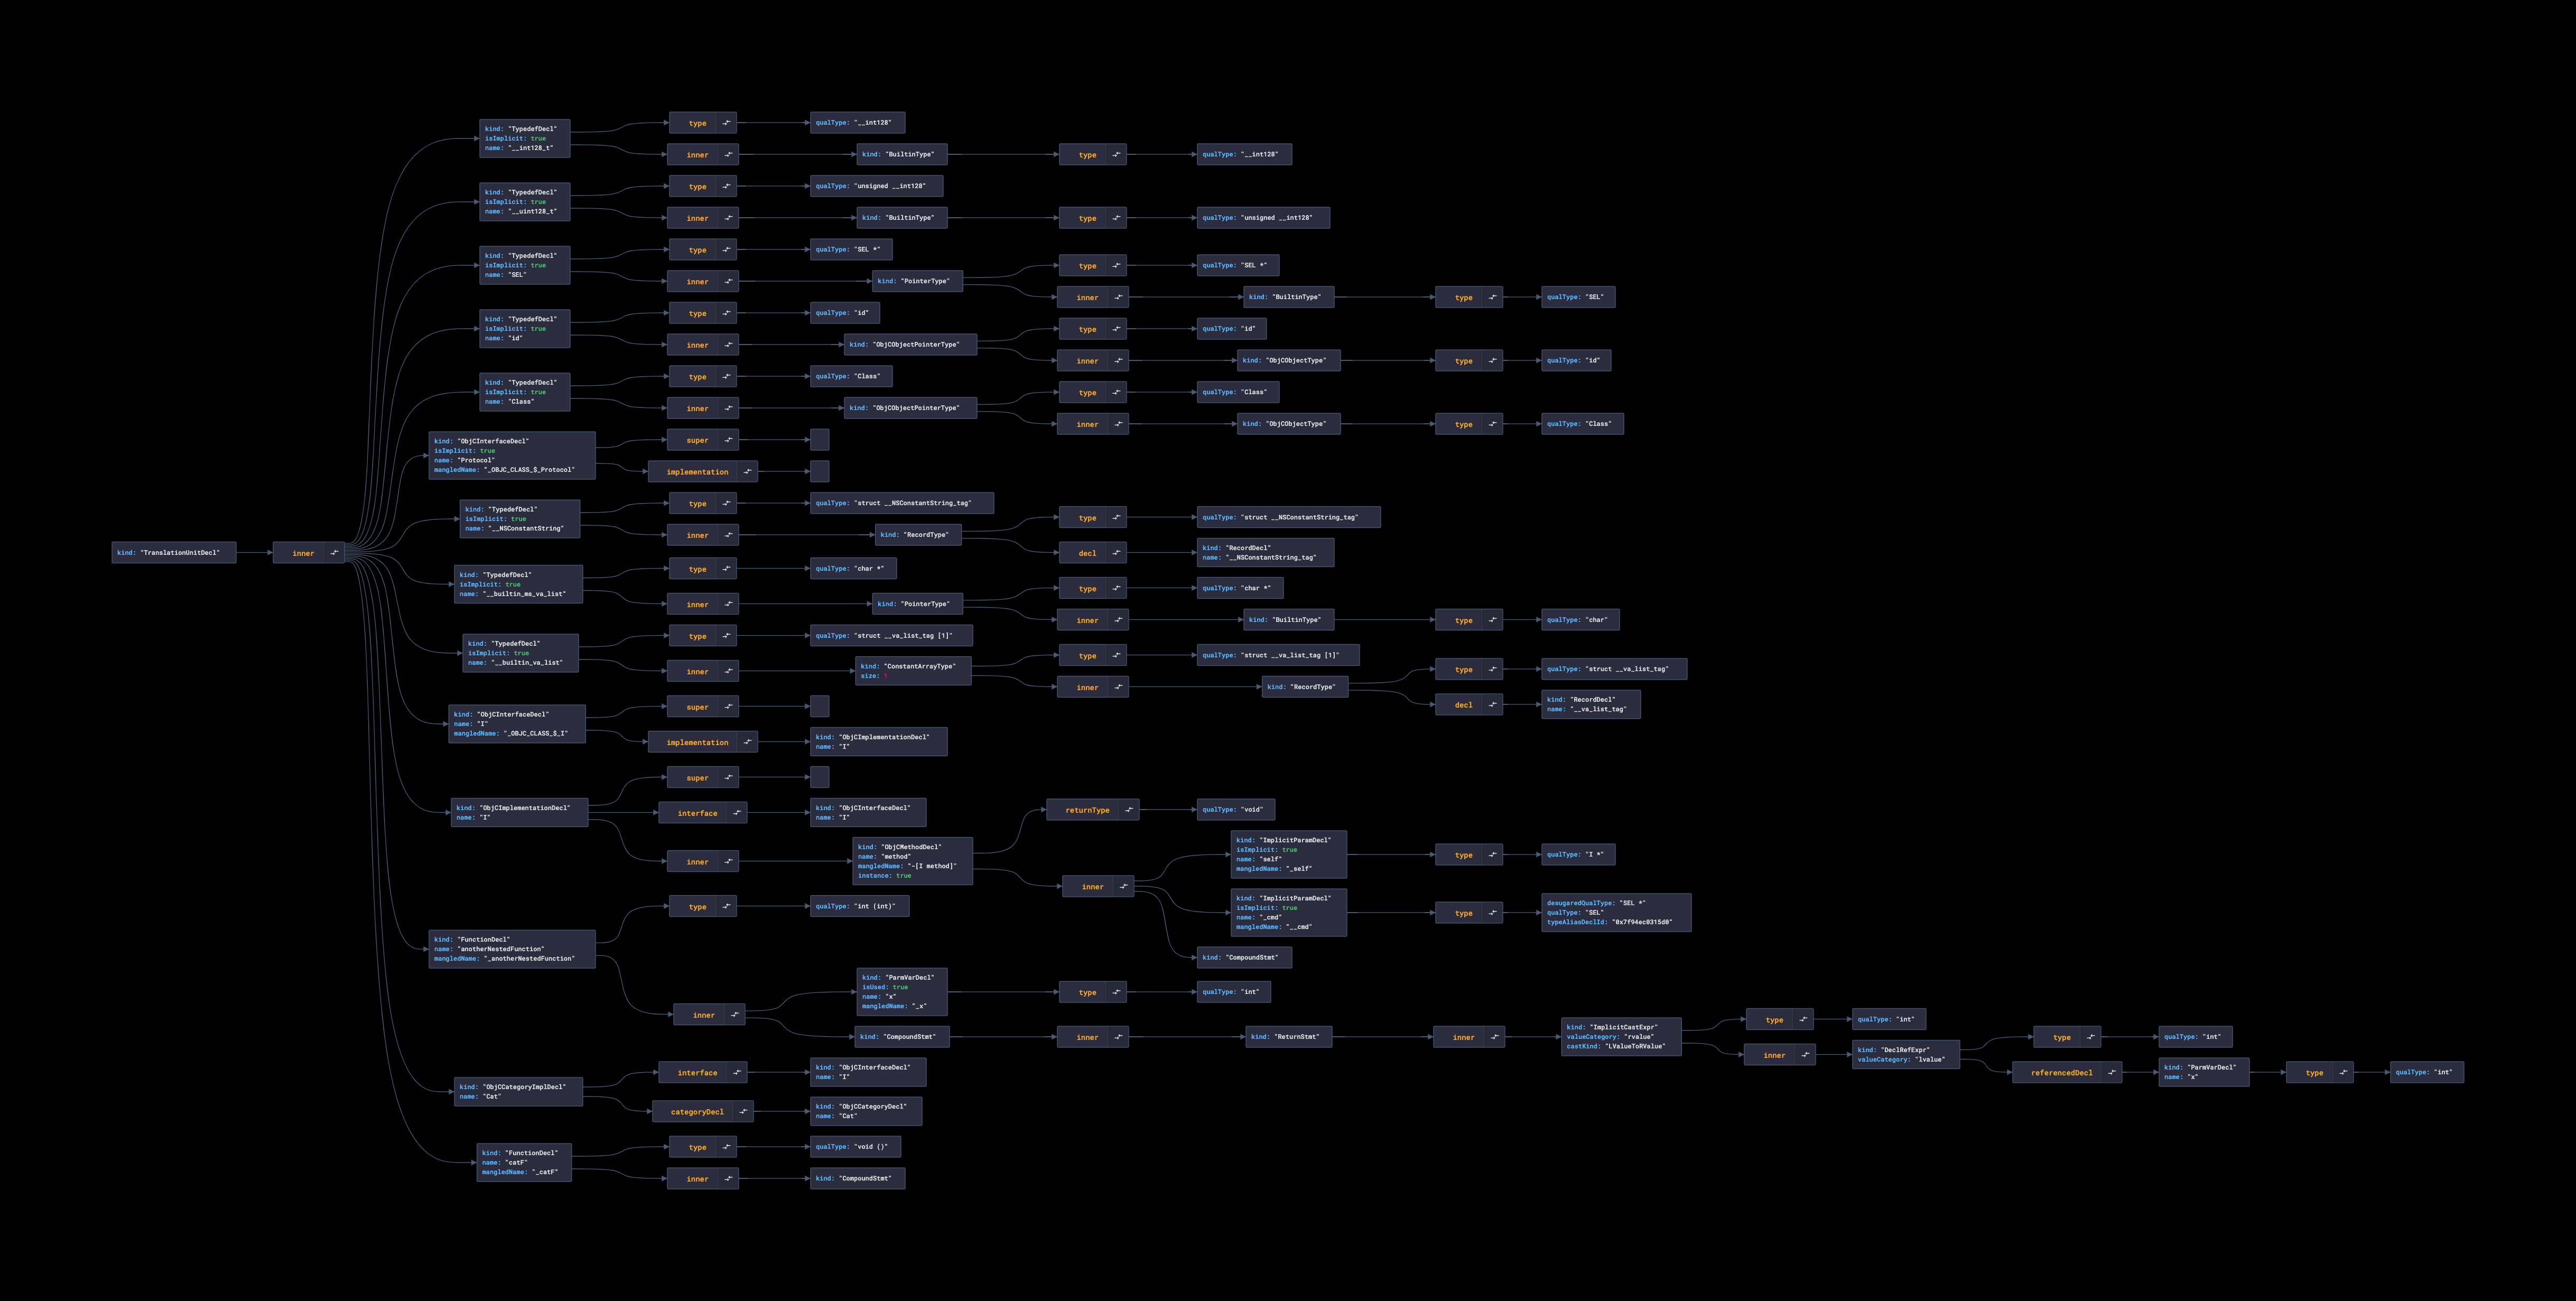 kind: "TranslationUnitDecl"
inner
kind: "TypedefDecl"
isImplicit: true
name: "__int128_t"
type
qualType: "__int128"
inner
kind: "BuiltinType"
type
qualType: "__int128"
kind: "TypedefDecl"
isImplicit: true
name: "__uint128_t"
type
qualType: "unsigned __int128"
inner
kind: "BuiltinType"
type
qualType: "unsigned __int128"
kind: "TypedefDecl"
isImplicit: true
name: "SEL"
type
qualType: "SEL *"
inner
kind: "PointerType"
type
qualType: "SEL *"
inner
kind: "BuiltinType"
type
qualType: "SEL"
kind: "TypedefDecl"
isImplicit: true
name: "id"
type
qualType: "id"
inner
kind: "ObjCObjectPointerType"
type
qualType: "id"
inner
kind: "ObjCObjectType"
type
qualType: "id"
kind: "TypedefDecl"
isImplicit: true
name: "Class"
type
qualType: "Class"
inner
kind: "ObjCObjectPointerType"
type
qualType: "Class"
inner
kind: "ObjCObjectType"
type
qualType: "Class"
kind: "ObjCInterfaceDecl"
isImplicit: true
name: "Protocol"
mangledName: "_OBJC_CLASS_$_Protocol"
super
implementation
kind: "TypedefDecl"
isImplicit: true
name: "__NSConstantString"
type
qualType: "struct __NSConstantString_tag"
inner
kind: "RecordType"
type
qualType: "struct __NSConstantString_tag"
decl
kind: "RecordDecl"
name: "__NSConstantString_tag"
kind: "TypedefDecl"
isImplicit: true
name: "__builtin_ms_va_list"
type
qualType: "char *"
inner
kind: "PointerType"
type
qualType: "char *"
inner
kind: "BuiltinType"
type
qualType: "char"
kind: "TypedefDecl"
isImplicit: true
name: "__builtin_va_list"
type
qualType: "struct __va_list_tag [1]"
inner
kind: "ConstantArrayType"
size: 1
type
qualType: "struct __va_list_tag [1]"
inner
kind: "RecordType"
type
qualType: "struct __va_list_tag"
decl
kind: "RecordDecl"
name: "__va_list_tag"
kind: "ObjCInterfaceDecl"
name: "I"
mangledName: "_OBJC_CLASS_$_I"
super
implementation
kind: "ObjCImplementationDecl"
name: "I"
kind: "ObjCImplementationDecl"
name: "I"
super
interface
kind: "ObjCInterfaceDecl"
name: "I"
inner
kind: "ObjCMethodDecl"
name: "method"
mangledName: "-[I method]"
instance: true
returnType
qualType: "void"
inner
kind: "ImplicitParamDecl"
isImplicit: true
name: "self"
mangledName: "_self"
type
qualType: "I *"
kind: "ImplicitParamDecl"
isImplicit: true
name: "_cmd"
mangledName: "__cmd"
type
desugaredQualType: "SEL *"
qualType: "SEL"
typeAliasDeclId: "0x7f94ec0315d0"
kind: "CompoundStmt"
kind: "FunctionDecl"
name: "anotherNestedFunction"
mangledName: "_anotherNestedFunction"
type
qualType: "int (int)"
inner
kind: "ParmVarDecl"
isUsed: true
name: "x"
mangledName: "_x"
type
qualType: "int"
kind: "CompoundStmt"
inner
kind: "ReturnStmt"
inner
kind: "ImplicitCastExpr"
valueCategory: "rvalue"
castKind: "LValueToRValue"
type
qualType: "int"
inner
kind: "DeclRefExpr"
valueCategory: "lvalue"
type
qualType: "int"
referencedDecl
kind: "ParmVarDecl"
name: "x"
type
qualType: "int"
kind: "ObjCCategoryImplDecl"
name: "Cat"
interface
kind: "ObjCInterfaceDecl"
name: "I"
categoryDecl
kind: "ObjCCategoryDecl"
name: "Cat"
kind: "FunctionDecl"
name: "catF"
mangledName: "_catF"
type
qualType: "void ()"
inner
kind: "CompoundStmt"